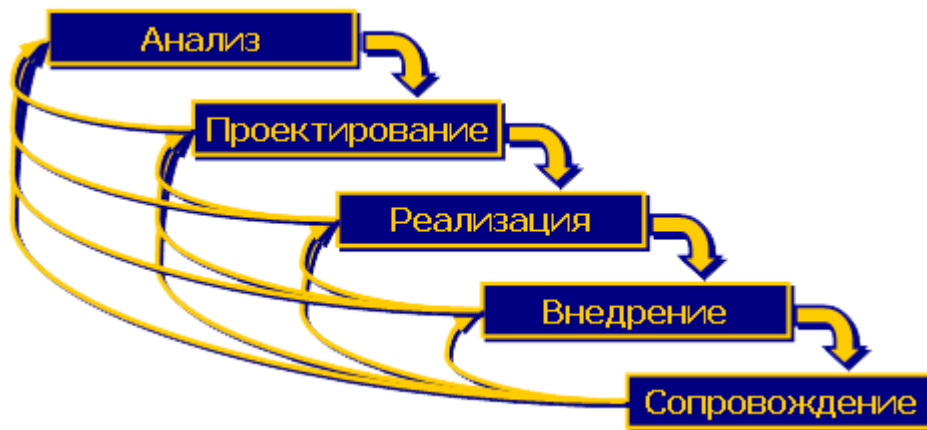 Анализ
Проектирование
Реализация
Внедрение
Сопровождение